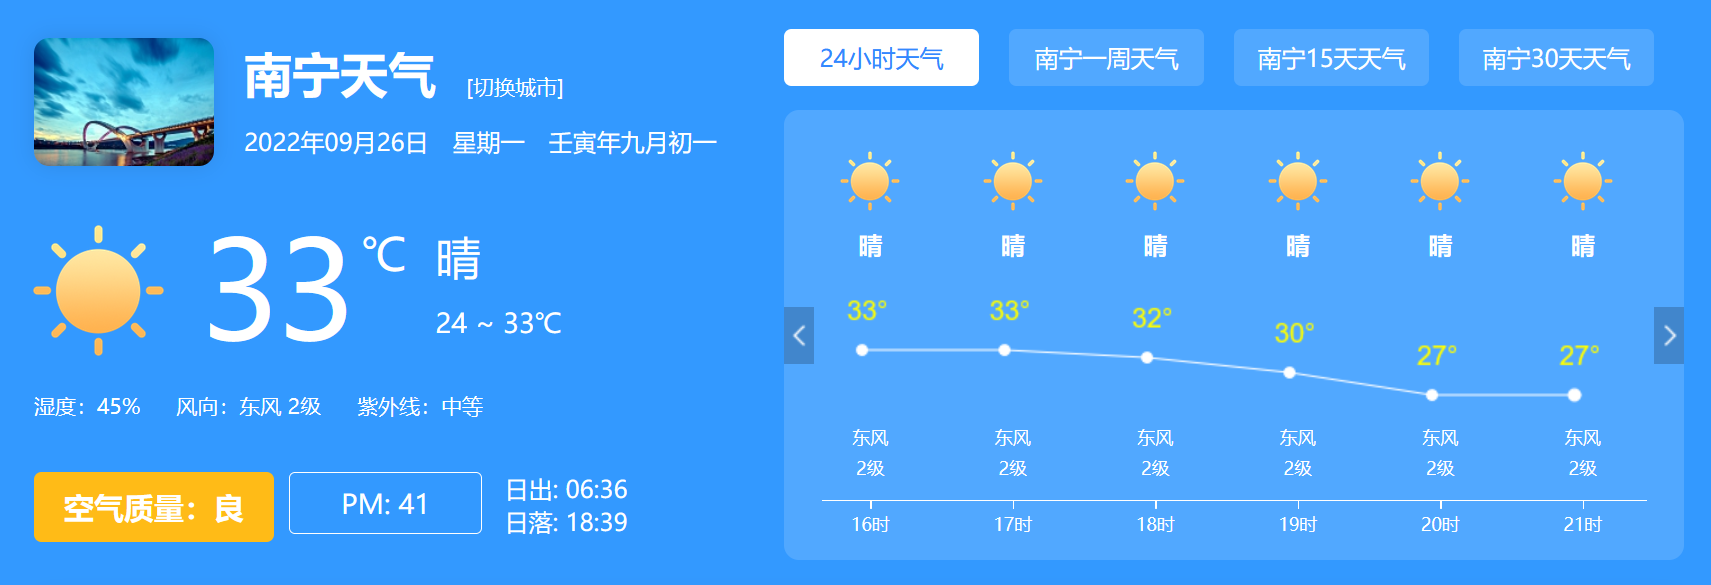 南宁天气 [切换城市]
2022年09月26日 星期一 壬寅年九月初一
33℃ 晴
24 ~ 33℃
湿度：45% 风向：东风 2级 紫外线：中等
空气质量：良 PM: 41
日出: 06:36
日落: 18:39
24小时天气 南宁一周天气 南宁15天天气 南宁30天天气
晴 晴 晴 晴 晴 晴
33° 33° 32° 30° 27° 27°
东风 东风 东风 东风 东风 东风
2级 2级 2级 2级 2级 2级
16时 17时 18时 19时 20时 21时